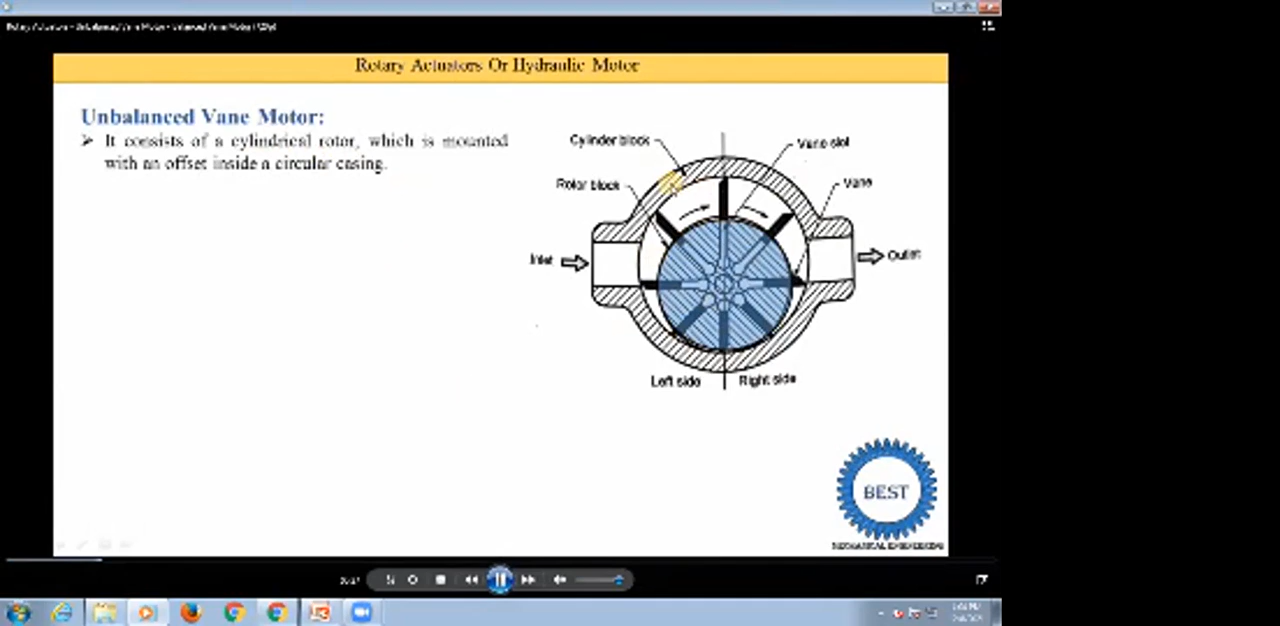 Rotary Actuators Or Hydraulic Motor
Unbalanced Vane Motor:
It consists of a cylindrical rotor, which is mounted
with an offset inside a circular casing.
Cylinder block
Vane slot
Rotor block
Vane
Inlet
Outlet
Left side
Right side
BEST
MECHANICAL ENGINEERING